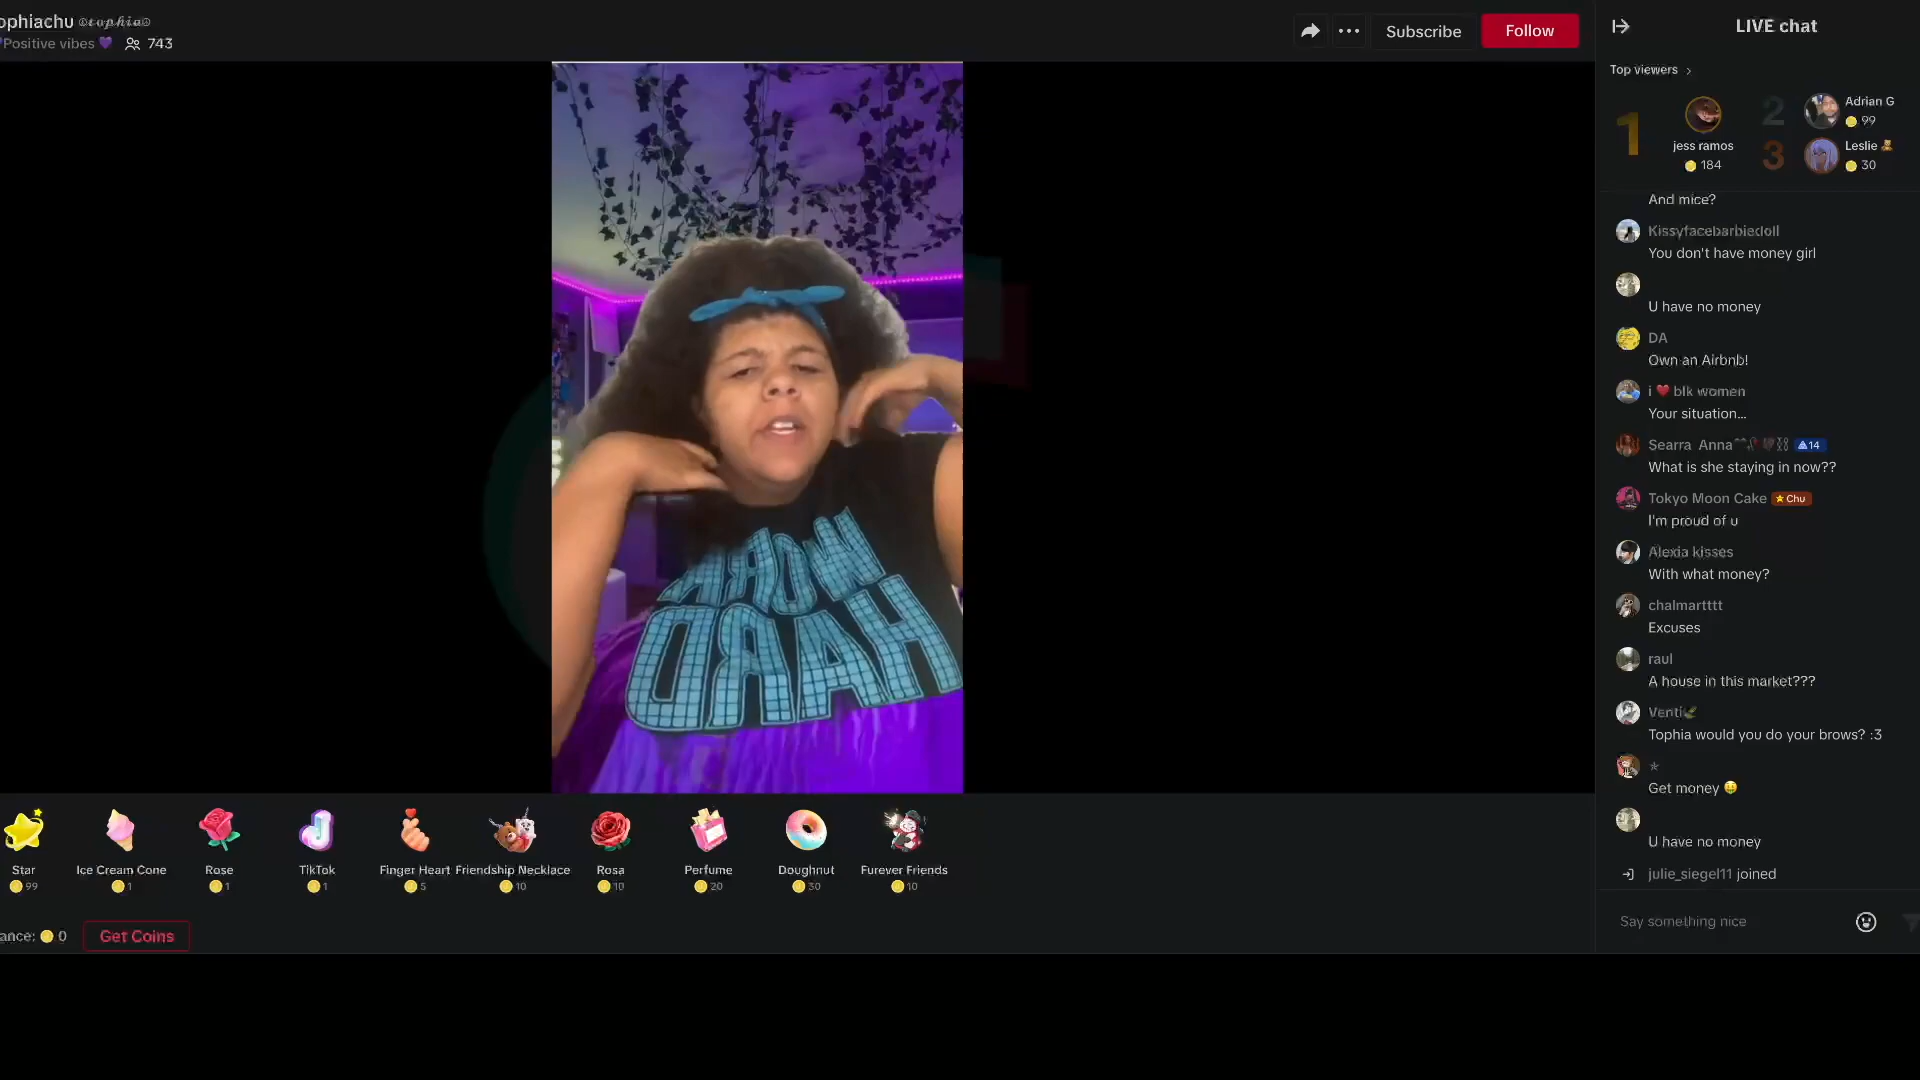 ophiachu @tophia
Positive vibes 💜 743
Subscribe
Follow
WORK
HARD
Star
99
Ice Cream Cone
1
Rose
1
TikTok
1
Finger Heart
5
Friendship Necklace
10
Rosa
10
Perfume
20
Doughnut
30
Furever Friends
10
ance: 0
Get Coins
LIVE chat
Top viewers >
1
jess ramos
184
2
Adrian G
99
3
Leslie 🧸
30
And mice?
Kissyfacebarbiedoll
You don't have money girl
U have no money
DA
Own an Airbnb!
i ❤️ blk women
Your situation...
Searra Anna 14
What is she staying in now??
Tokyo Moon Cake Chu
I'm proud of u
Alexia kisses
With what money?
chalmartttt
Excuses
raul
A house in this market???
Venti
Tophia would you do your brows? :3
Get money 🤑
U have no money
julie_siegel11 joined
Say something nice